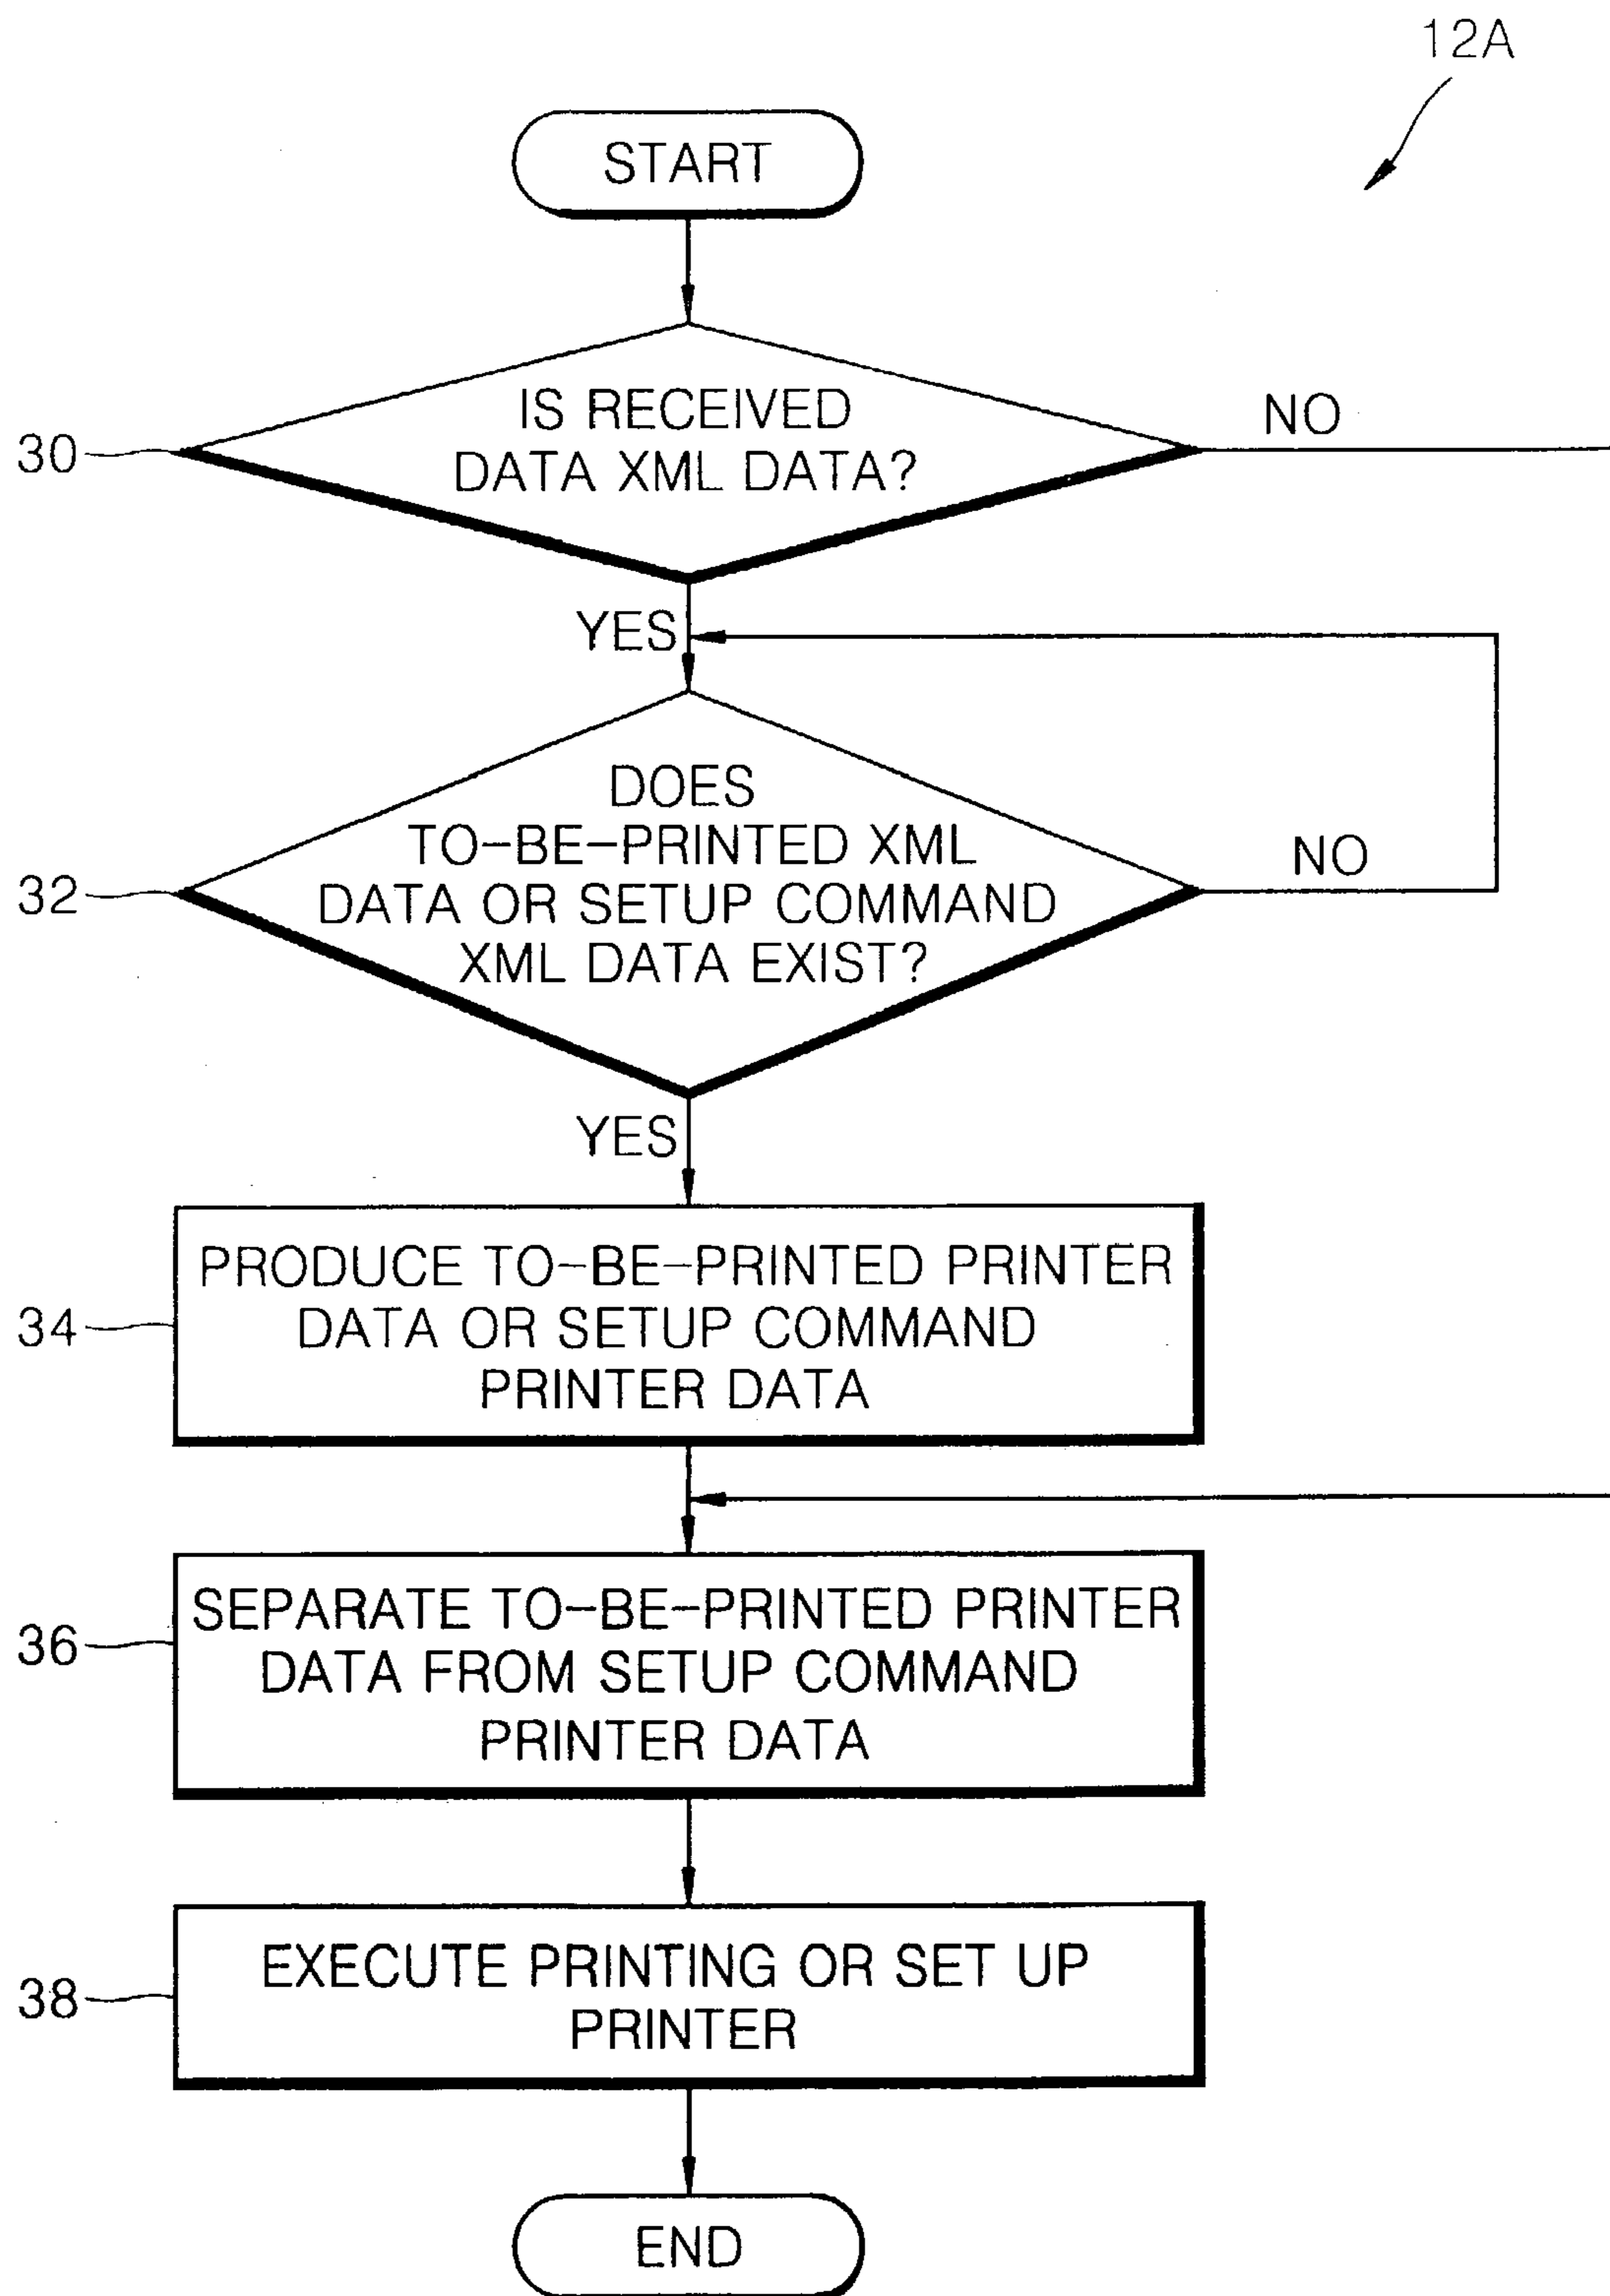 12A
START
IS RECEIVED
DATA XML DATA?
NO
30
YES
DOES
TO-BE-PRINTED XML
DATA OR SETUP COMMAND
XML DATA EXIST?
NO
32
YES
PRODUCE TO-BE-PRINTED PRINTER
DATA OR SETUP COMMAND
PRINTER DATA
34
SEPARATE TO-BE-PRINTED PRINTER
DATA FROM SETUP COMMAND
PRINTER DATA
36
EXECUTE PRINTING OR SET UP
PRINTER
38
END